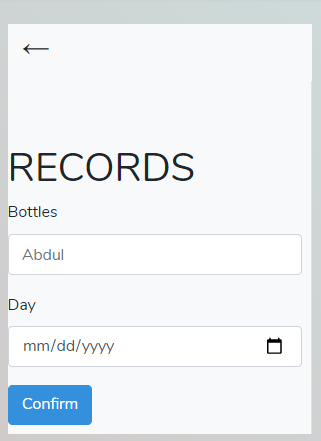 ←
RECORDS
Bottles
Abdul
Day
mm/dd/yyyy
Confirm